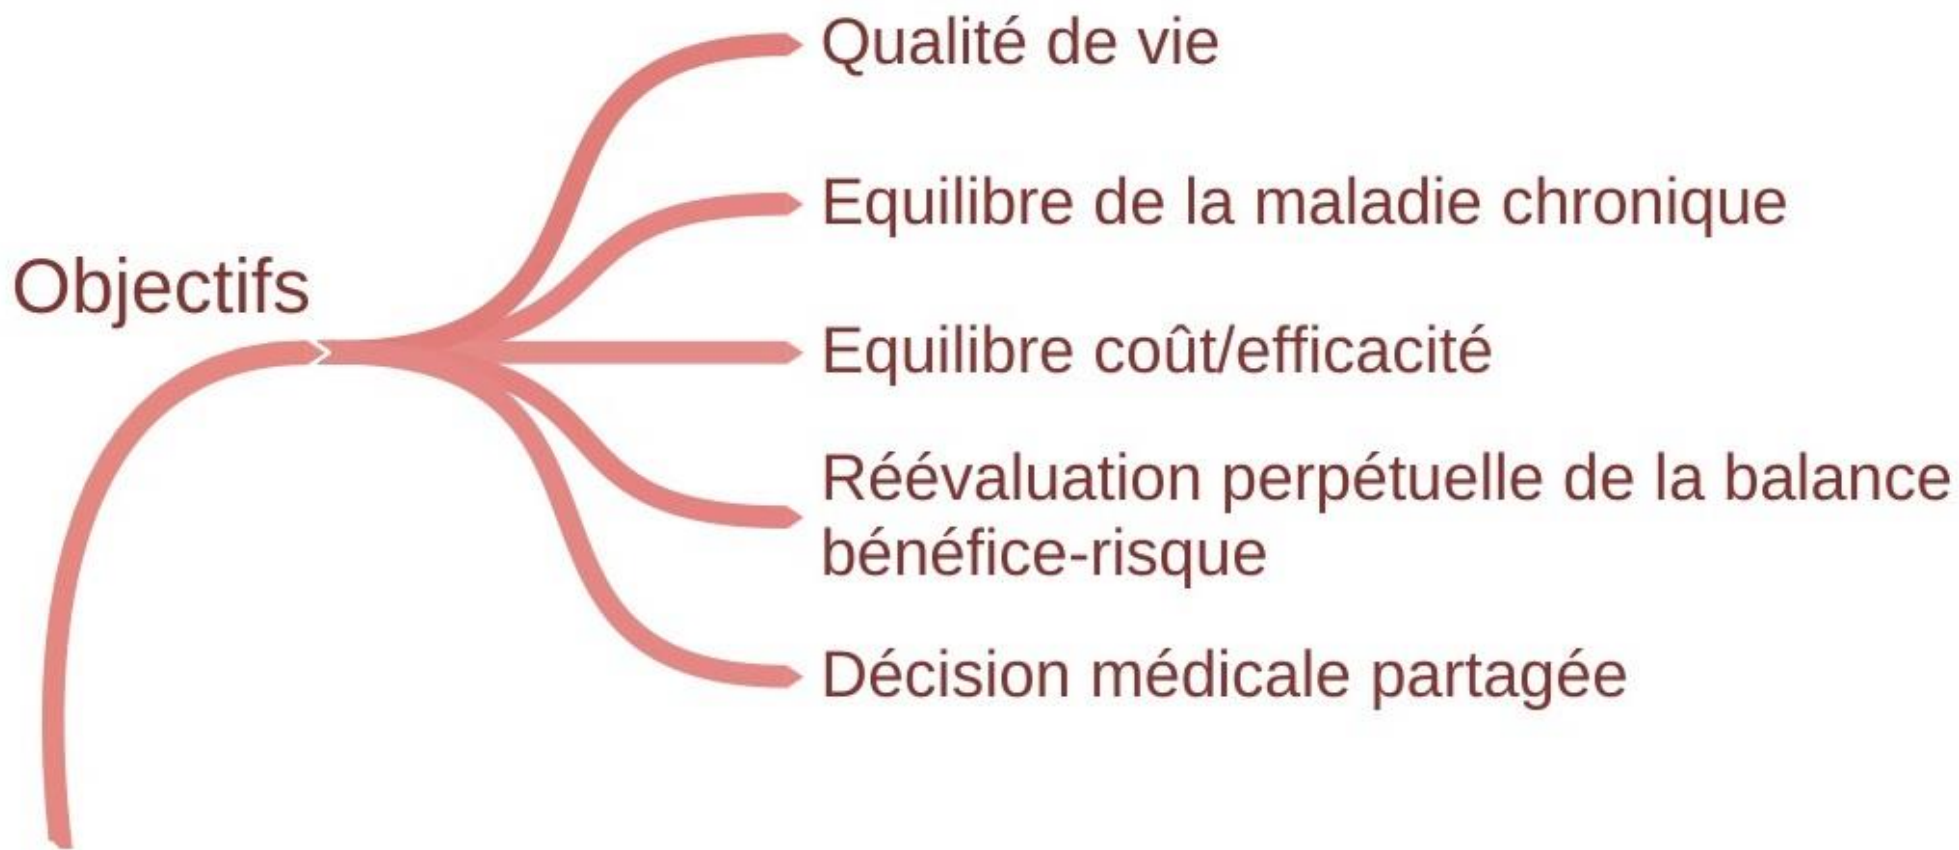 Qualité de vie
Equilibre de la maladie chronique
Objectifs
Equilibre coût/efficacité
Réévaluation perpétuelle de la balance
bénéfice-risque
Décision médicale partagée